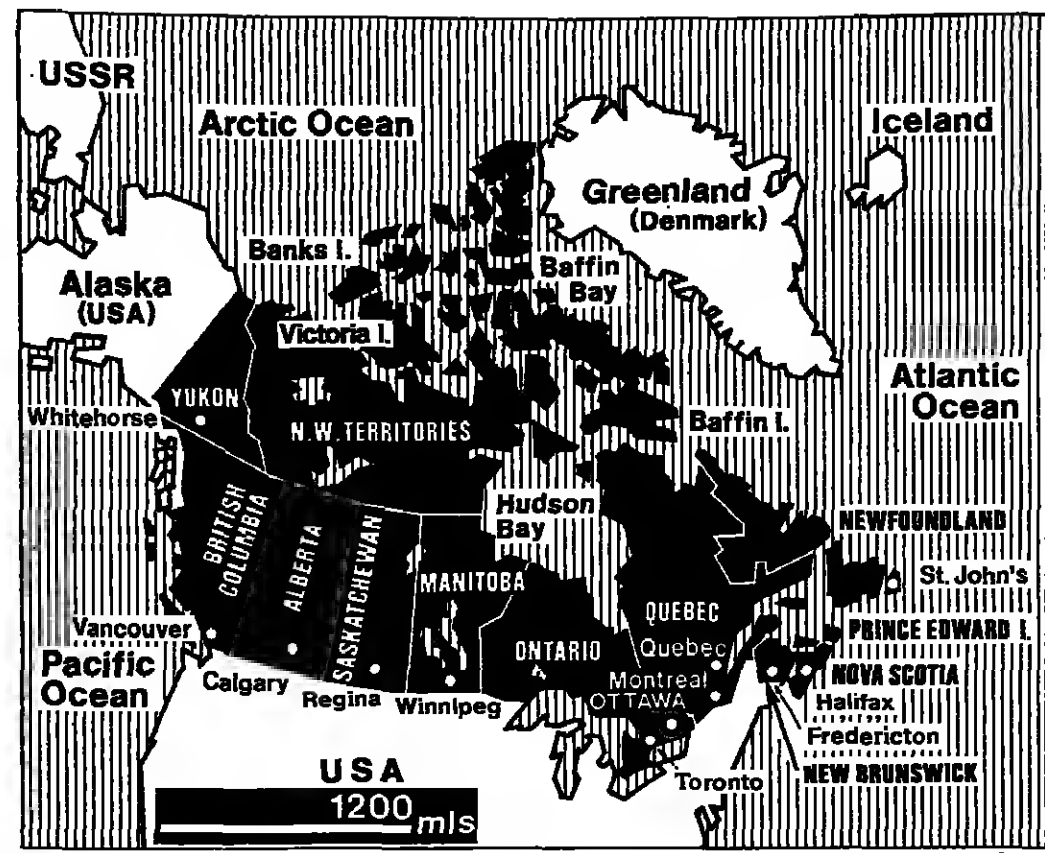 USSR
Arctic Ocean
Iceland
Greenland
(Denmark)
Banks I.
Baffin
Bay
Alaska
(USA)
Victoria I.
Atlantic
Ocean
YUKON
Whitehorse
N.W. TERRITORIES
Baffin I.
Hudson
Bay
NEWFOUNDLAND
BRITISH
COLUMBIA
ALBERTA
SASKATCHEWAN
MANITOBA
St. John's
QUEBEC
Vancouver
ONTARIO
Quebec
PRINCE EDWARD I.
Pacific
Ocean
Calgary
Regina
Winnipeg
Montreal
OTTAWA
NOVA SCOTIA
Halifax
Fredericton
NEW BRUNSWICK
Toronto
USA
1200 mls